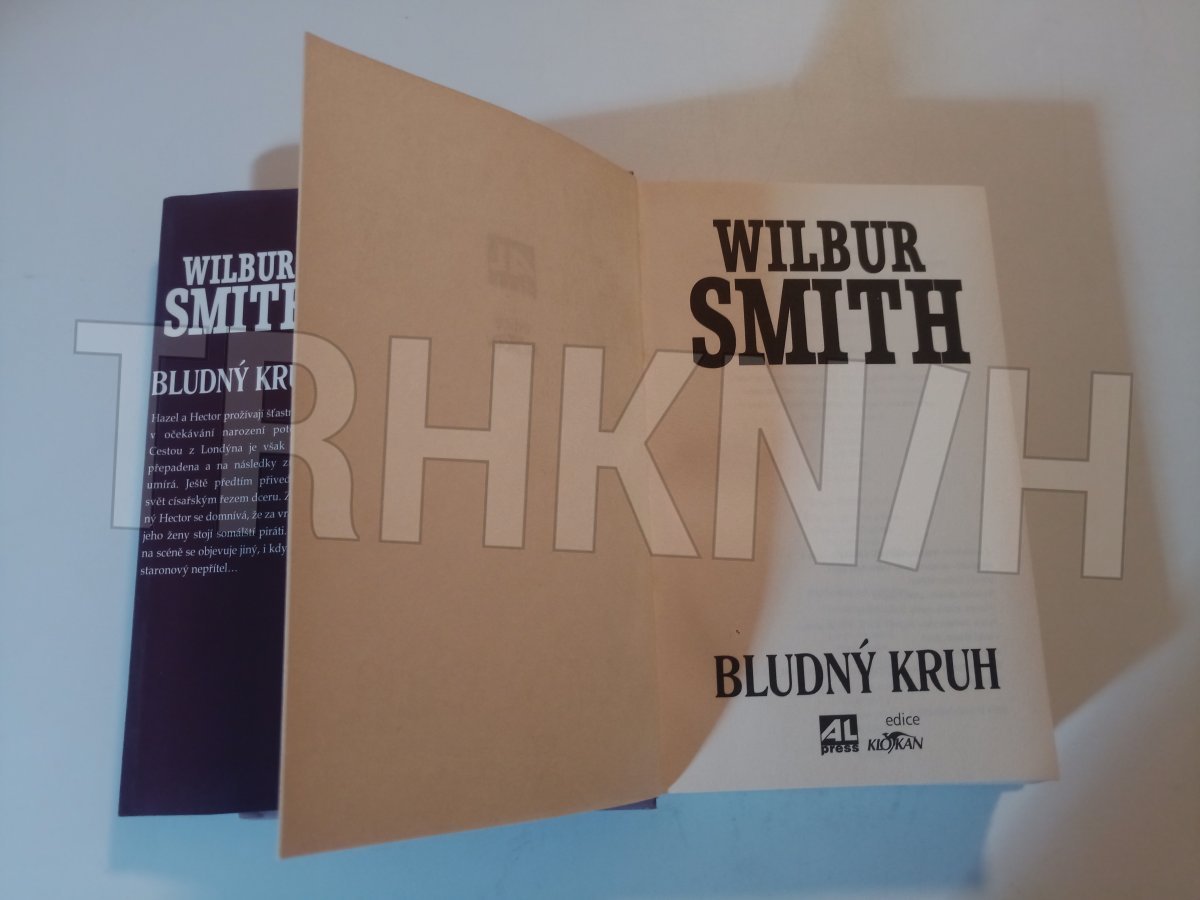 WILBUR
SMITH
BLUDNÝ KRU
Hazel a Hector prožívají šťastn
v očekávání narození poto
Cestou z Londýna je však
přepadena a na následky z
umírá. Ještě předtím přived
svět císařským řezem dceru. Z
ný Hector se domnívá, že za vr
jeho ženy stojí somálští piráti.
na scéně se objevuje jiný, i kdy
staronový nepřítel...
WILBUR
SMITH
BLUDNÝ KRUH
AL
press
edice
KLOKAN
TRHKNIH